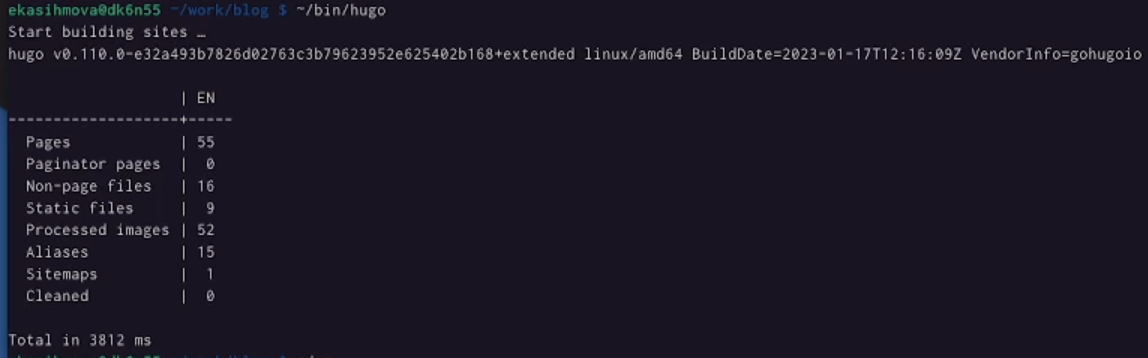 ekasihmova@dk6n55 ~/work/blog $ ~/bin/hugo
Start building sites …
hugo v0.110.0-e32a493b7826d02763c3b79623952e625402b168+extended linux/amd64 BuildDate=2023-01-17T12:16:09Z VendorInfo=gohugoio
| EN
-------------------+-----
Pages | 55
Paginator pages | 0
Non-page files | 16
Static files | 9
Processed images | 52
Aliases | 15
Sitemaps | 1
Cleaned | 0
Total in 3812 ms